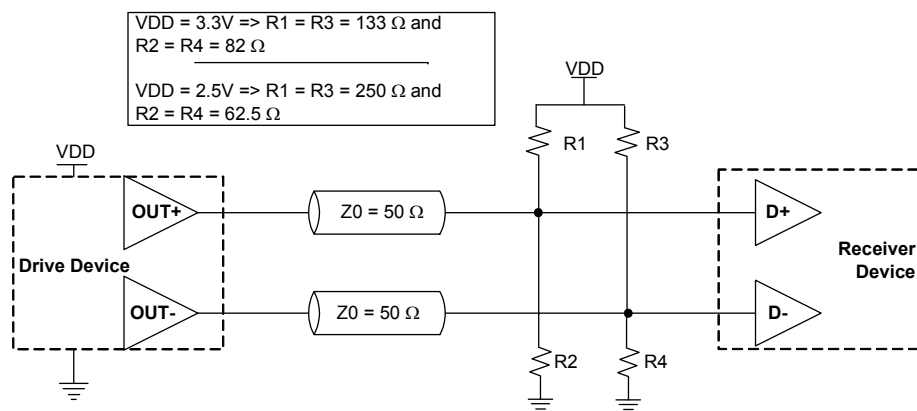 VDD = 3.3V => R1 = R3 = 133 Ω and
R2 = R4 = 82 Ω
VDD = 2.5V => R1 = R3 = 250 Ω and
R2 = R4 = 62.5 Ω
VDD
R1
R3
VDD
OUT+
Z0 = 50 Ω
D+
Drive Device
Receiver
Device
OUT-
Z0 = 50 Ω
D-
R2
R4